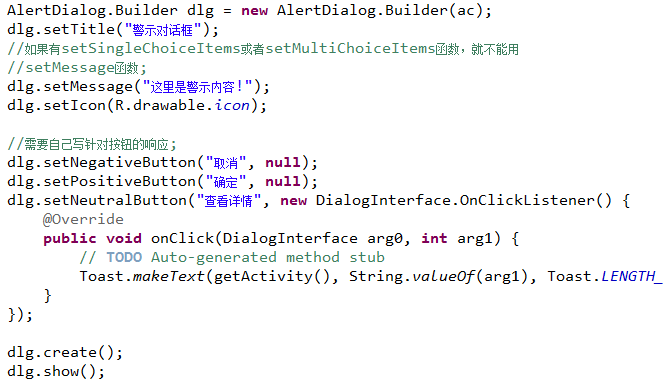 AlertDialog.Builder dlg = new AlertDialog.Builder(ac);
dlg.setTitle("警示对话框");
//如果有setSingleChoiceItems或者setMultiChoiceItems函数，就不能用
//setMessage函数;
dlg.setMessage("这里是警示内容!");
dlg.setIcon(R.drawable.icon);

//需要自己写针对按钮的响应;
dlg.setNegativeButton("取消", null);
dlg.setPositiveButton("确定", null);
dlg.setNeutralButton("查看详情", new DialogInterface.OnClickListener() {
    @Override
    public void onClick(DialogInterface arg0, int arg1) {
        // TODO Auto-generated method stub
        Toast.makeText(getActivity(), String.valueOf(arg1), Toast.LENGTH_
    }
});

dlg.create();
dlg.show();